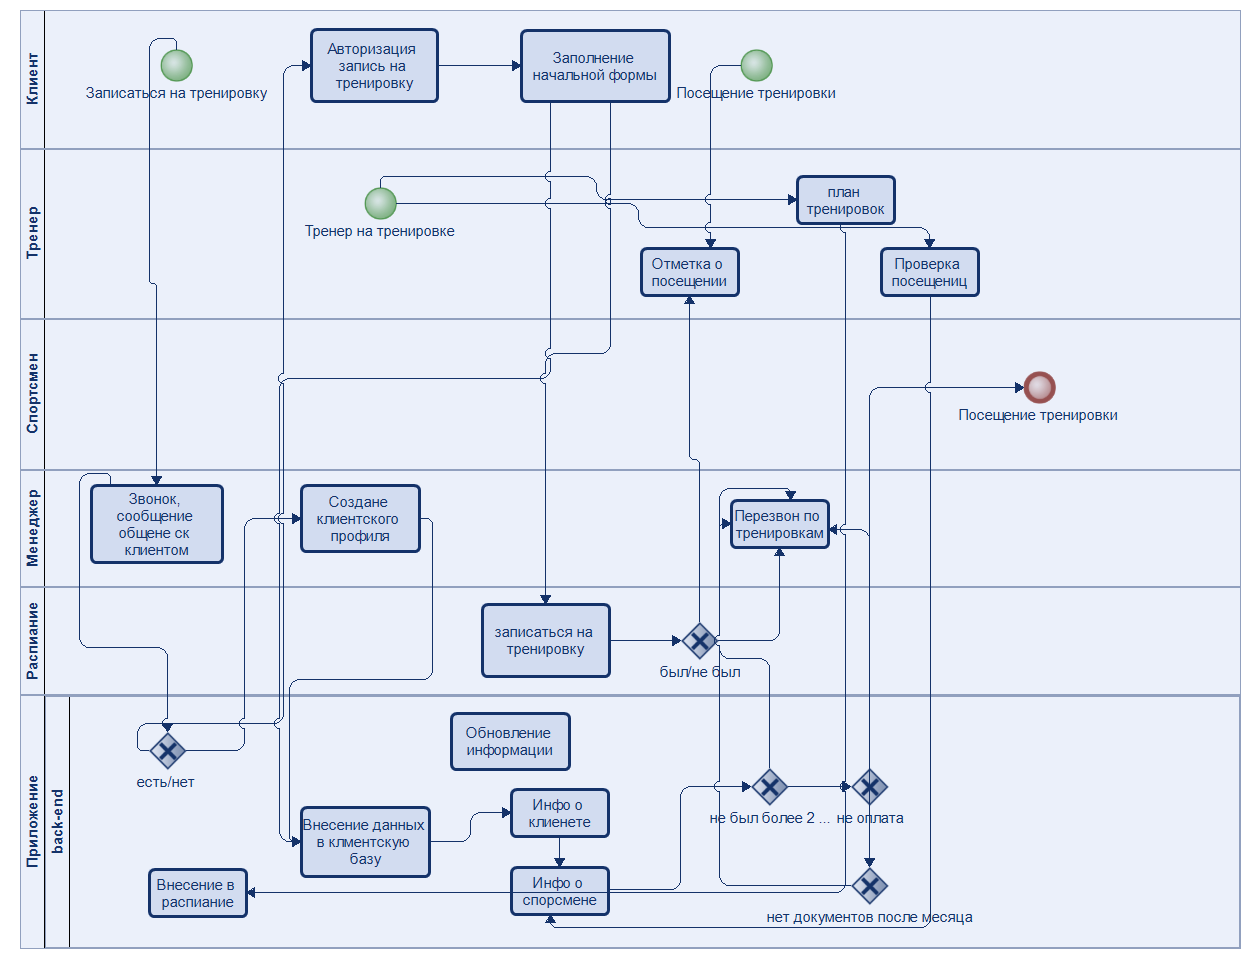 Клиент
Записаться на тренировку
Авторизация
запись на
тренировку
Заполнение
начальной формы
Посещение тренировки
Тренер
Тренер на тренировке
план
тренировок
Отметка о
посещении
Проверка
посещениц
Спортсмен
Посещение тренировки
Менеджер
Звонок,
сообщение
общене ск
клиентом
Создане
клиентского
профиля
Перезвон по
тренировкам
Распиание
записаться на
тренировку
был/не был
Приложение
back-end
есть/нет
Обновление
информации
Внесение данных
в клментскую
базу
Инфо о
клиенете
не был более 2 ...
не оплата
Внесение в
распиание
Инфо о
спорсмене
нет документов после месяца